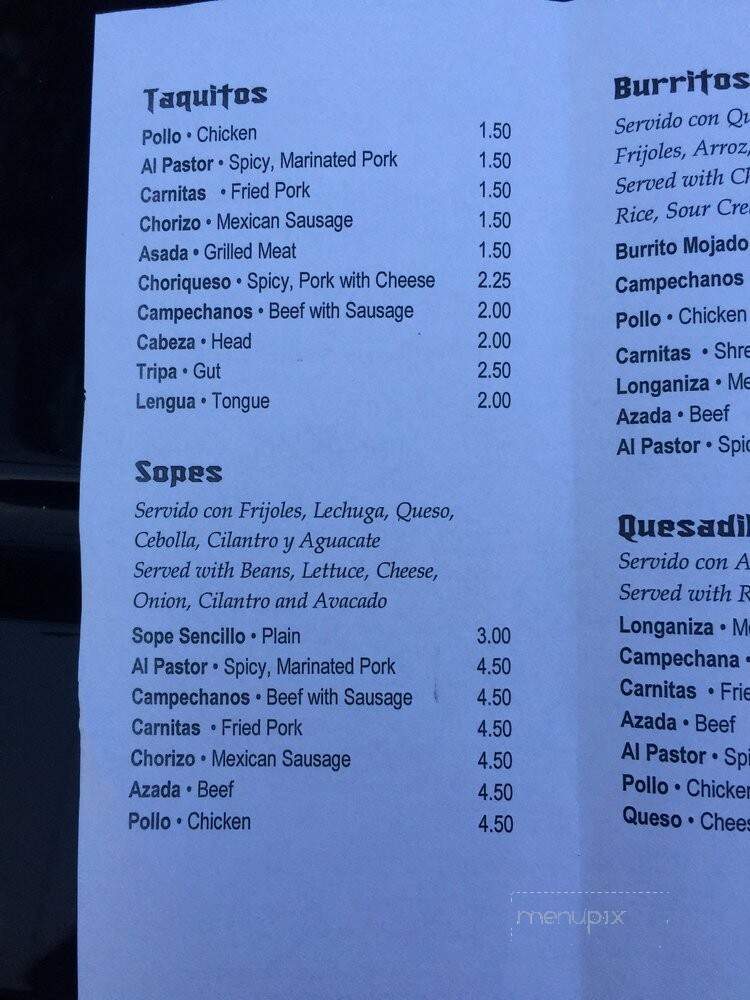 Taquitos
Pollo • Chicken 1.50
Al Pastor • Spicy, Marinated Pork 1.50
Carnitas • Fried Pork 1.50
Chorizo • Mexican Sausage 1.50
Asada • Grilled Meat 1.50
Choriqueso • Spicy, Pork with Cheese 2.25
Campechanos • Beef with Sausage 2.00
Cabeza • Head 2.00
Tripa • Gut 2.50
Lengua • Tongue 2.00
Sopes
Servido con Frijoles, Lechuga, Queso,
Cebolla, Cilantro y Aguacate
Served with Beans, Lettuce, Cheese,
Onion, Cilantro and Avacado
Sope Sencillo • Plain 3.00
Al Pastor • Spicy, Marinated Pork 4.50
Campechanos • Beef with Sausage 4.50
Carnitas • Fried Pork 4.50
Chorizo • Mexican Sausage 4.50
Azada • Beef 4.50
Pollo • Chicken 4.50
Burritos
Servido con
Frijoles, Arroz,
Served with
Rice, Sour
Burrito Mojado
Campechanos
Pollo • Chicken
Carnitas •
Longaniza •
Azada • Beef
Al Pastor •
Servido con
Served with
Longaniza •
Campechana •
Carnitas •
Azada • Beef
Al Pastor •
Pollo •
Queso •
menupix